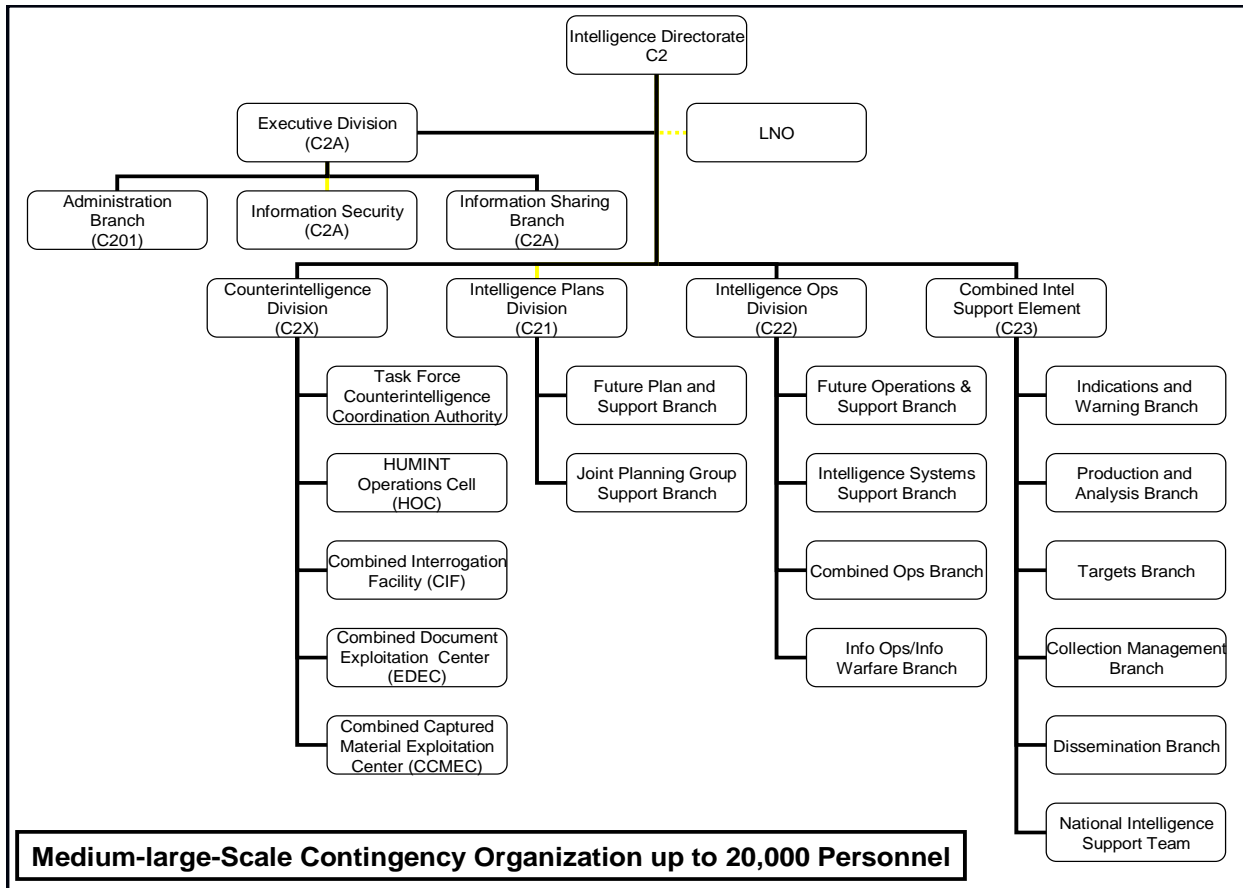 Intelligence Directorate
C2
Executive Division
(C2A)
LNO
Administration
Branch
(C201)
Information Security
(C2A)
Information Sharing
Branch
(C2A)
Counterintelligence
Division
(C2X)
Intelligence Plans
Division
(C21)
Intelligence Ops
Division
(C22)
Combined Intel
Support Element
(C23)
Task Force
Counterintelligence
Coordination Authority
HUMINT
Operations Cell
(HOC)
Combined Interrogation
Facility (CIF)
Combined Document
Exploitation Center
(EDEC)
Combined Captured
Material Exploitation
Center (CCMEC)
Future Plan and
Support Branch
Joint Planning Group
Support Branch
Future Operations &
Support Branch
Intelligence Systems
Support Branch
Combined Ops Branch
Info Ops/Info
Warfare Branch
Indications and
Warning Branch
Production and
Analysis Branch
Targets Branch
Collection Management
Branch
Dissemination Branch
National Intelligence
Support Team
Medium-large-Scale Contingency Organization up to 20,000 Personnel